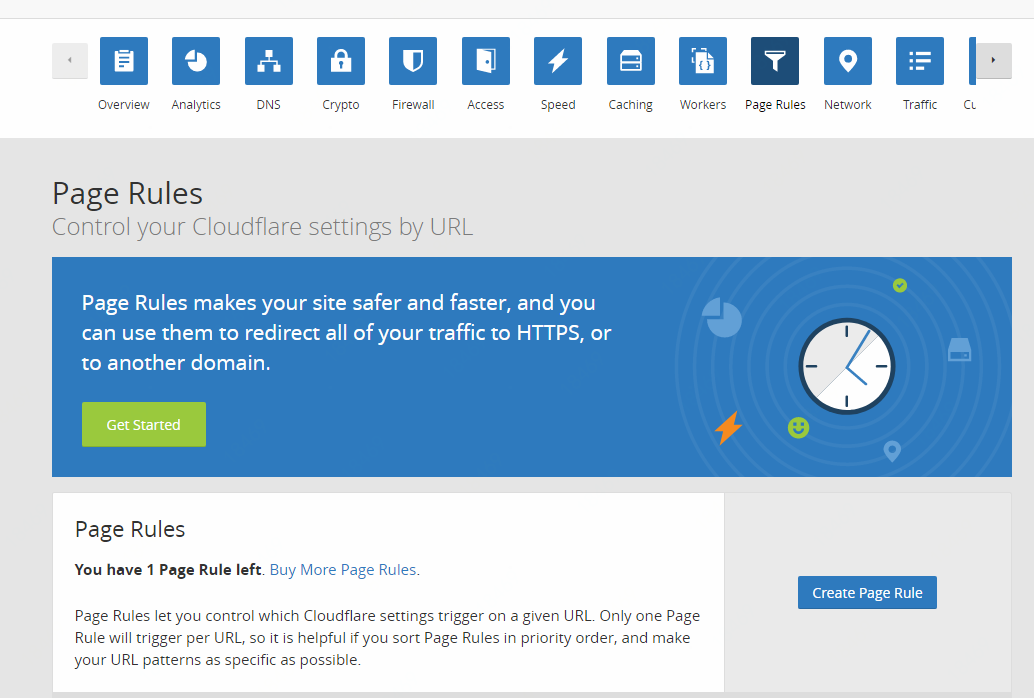 Overview Analytics DNS Crypto Firewall Access Speed Caching Workers Page Rules Network Traffic
Page Rules
Control your Cloudflare settings by URL
Page Rules makes your site safer and faster, and you
can use them to redirect all of your traffic to HTTPS, or
to another domain.
Get Started
Page Rules
You have 1 Page Rule left. Buy More Page Rules.
Create Page Rule
Page Rules let you control which Cloudflare settings trigger on a given URL. Only one Page
Rule will trigger per URL, so it is helpful if you sort Page Rules in priority order, and make
your URL patterns as specific as possible.